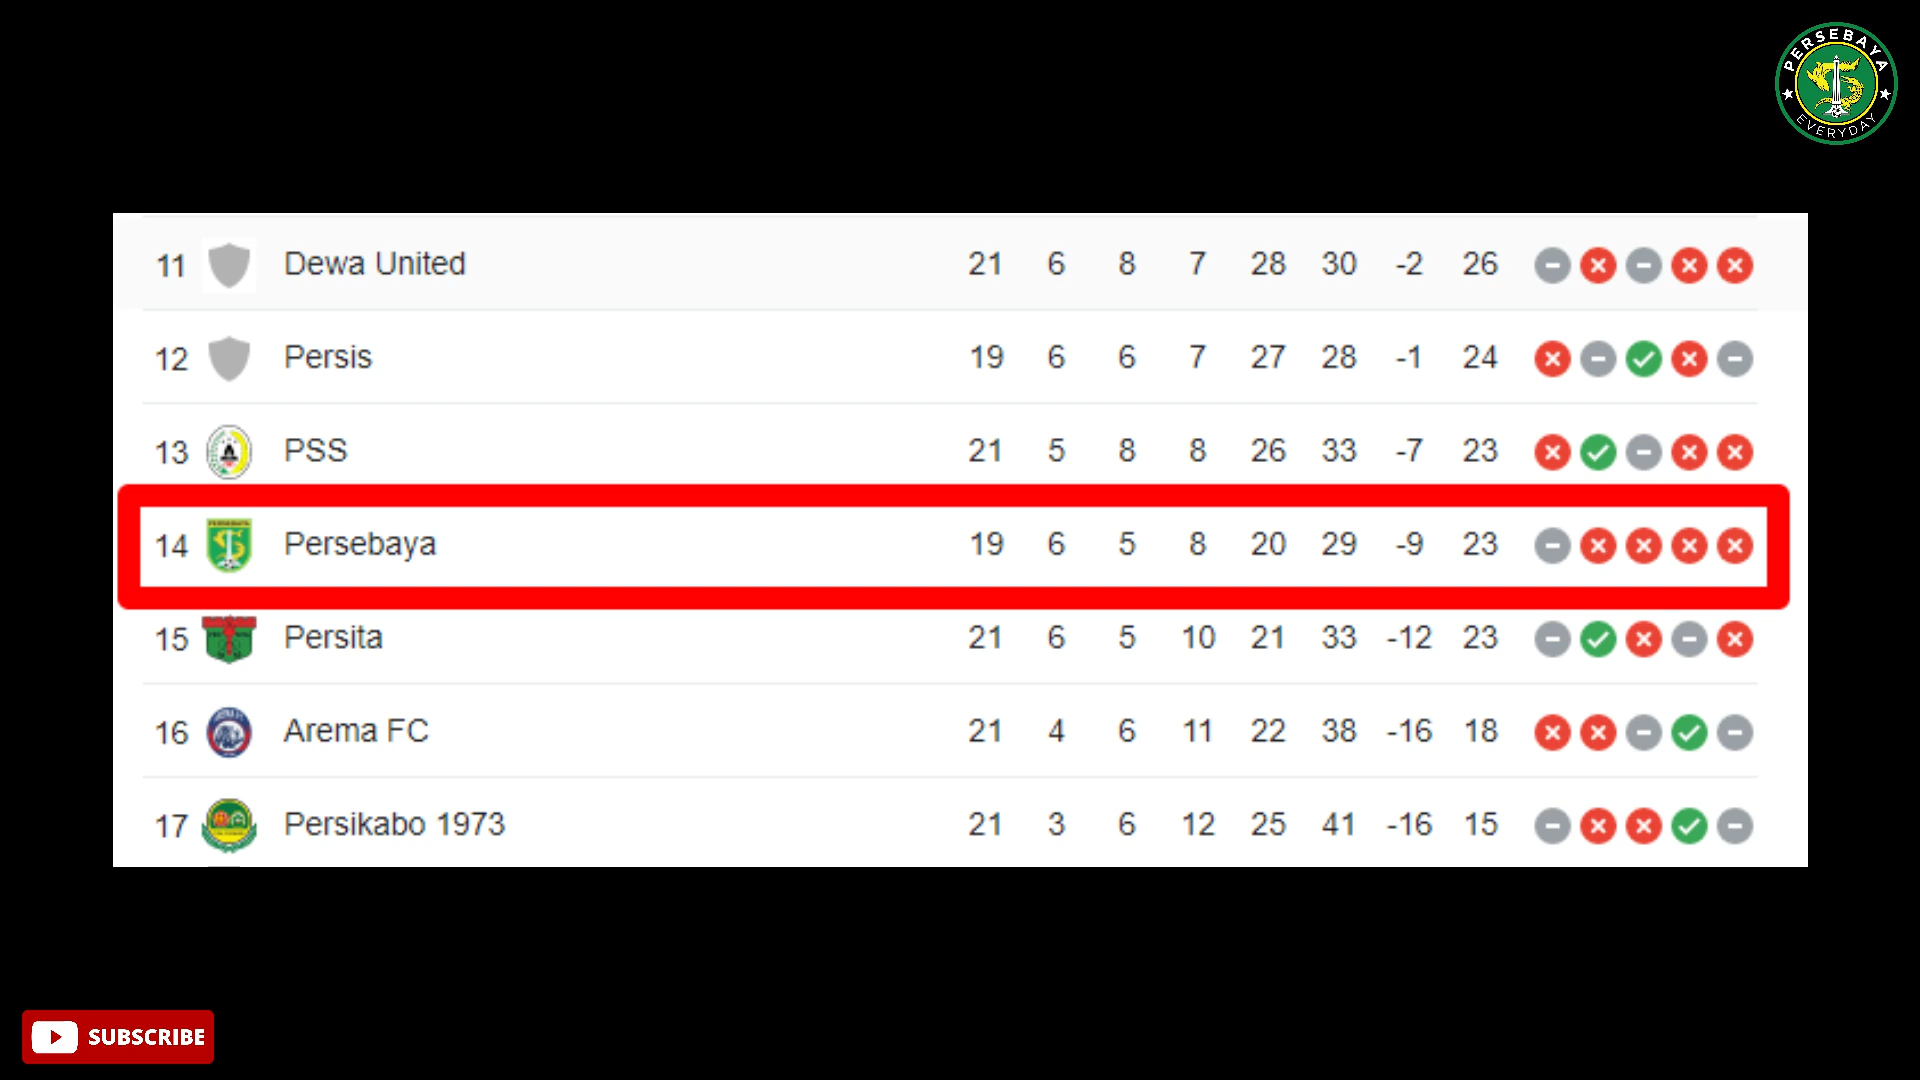 PERSEBAYA
EVERYDAY
11 Dewa United 21 6 8 7 28 30 -2 26
12 Persis 19 6 6 7 27 28 -1 24
13 PSS 21 5 8 8 26 33 -7 23
14 Persebaya 19 6 5 8 20 29 -9 23
15 Persita 21 6 5 10 21 33 -12 23
16 Arema FC 21 4 6 11 22 38 -16 18
17 Persikabo 1973 21 3 6 12 25 41 -16 15
SUBSCRIBE